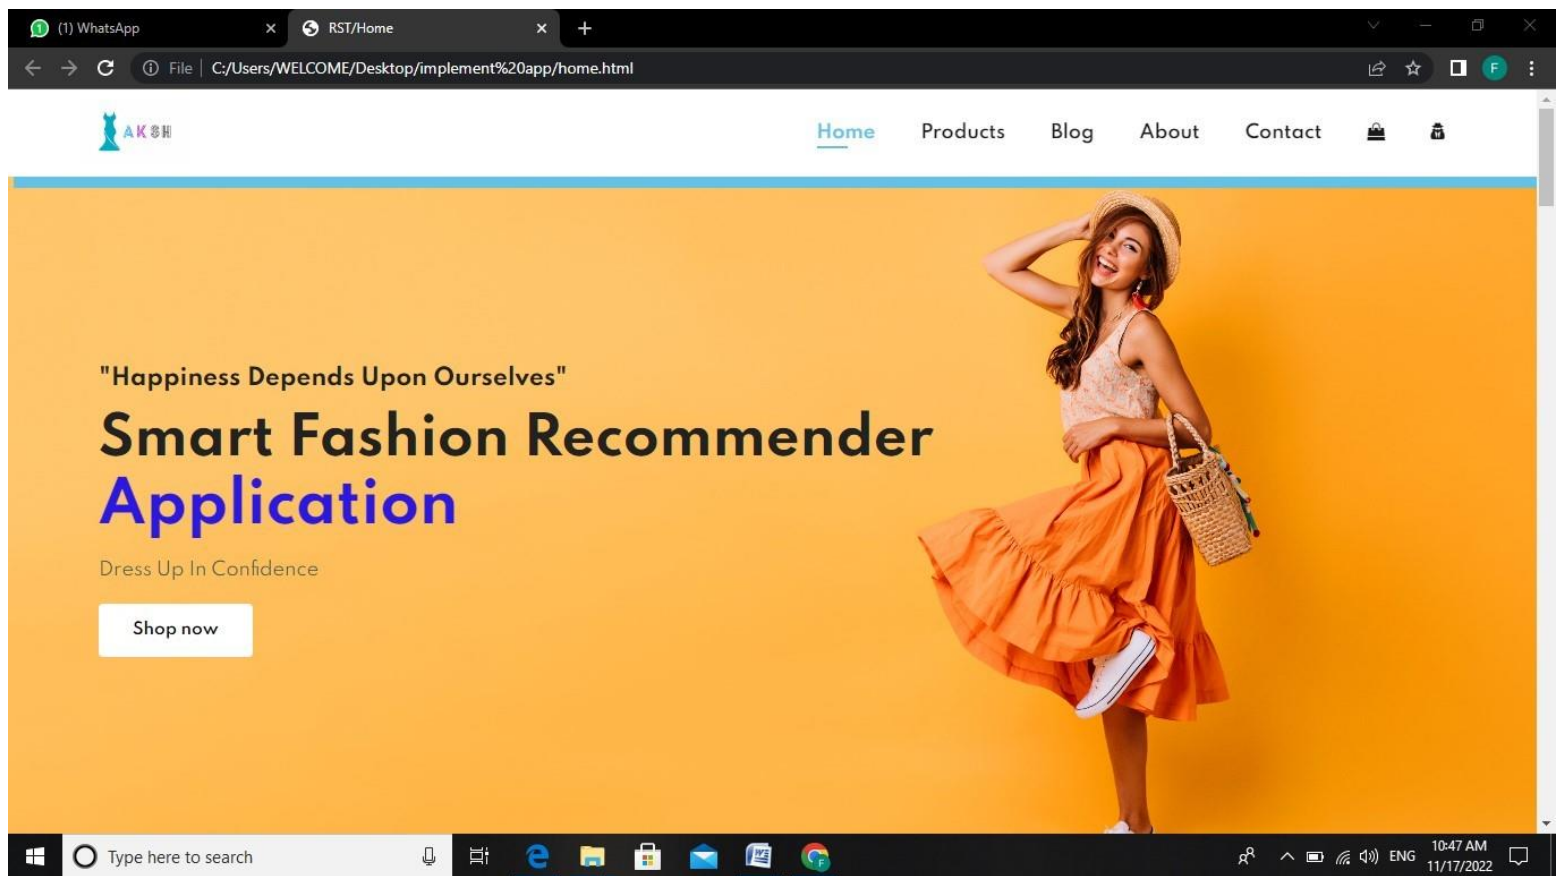 (1) WhatsApp
RST/Home
File
C:/Users/WELCOME/Desktop/implement%20app/home.html
F
AKSH
Home
Products
Blog
About
Contact
"Happiness Depends Upon Ourselves"
Smart Fashion Recommender
Application
Dress Up In Confidence
Shop now
Type here to search
ENG
10:47 AM
11/17/2022